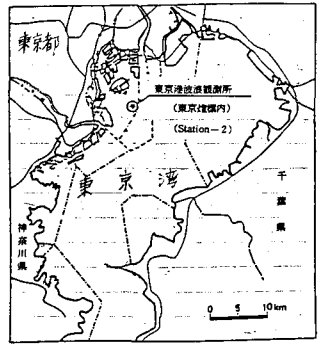 東京都
東京港波浪観測所
(東京燈標内)
(Station-2)
東京湾
千葉県
神奈川県
0 5 10km